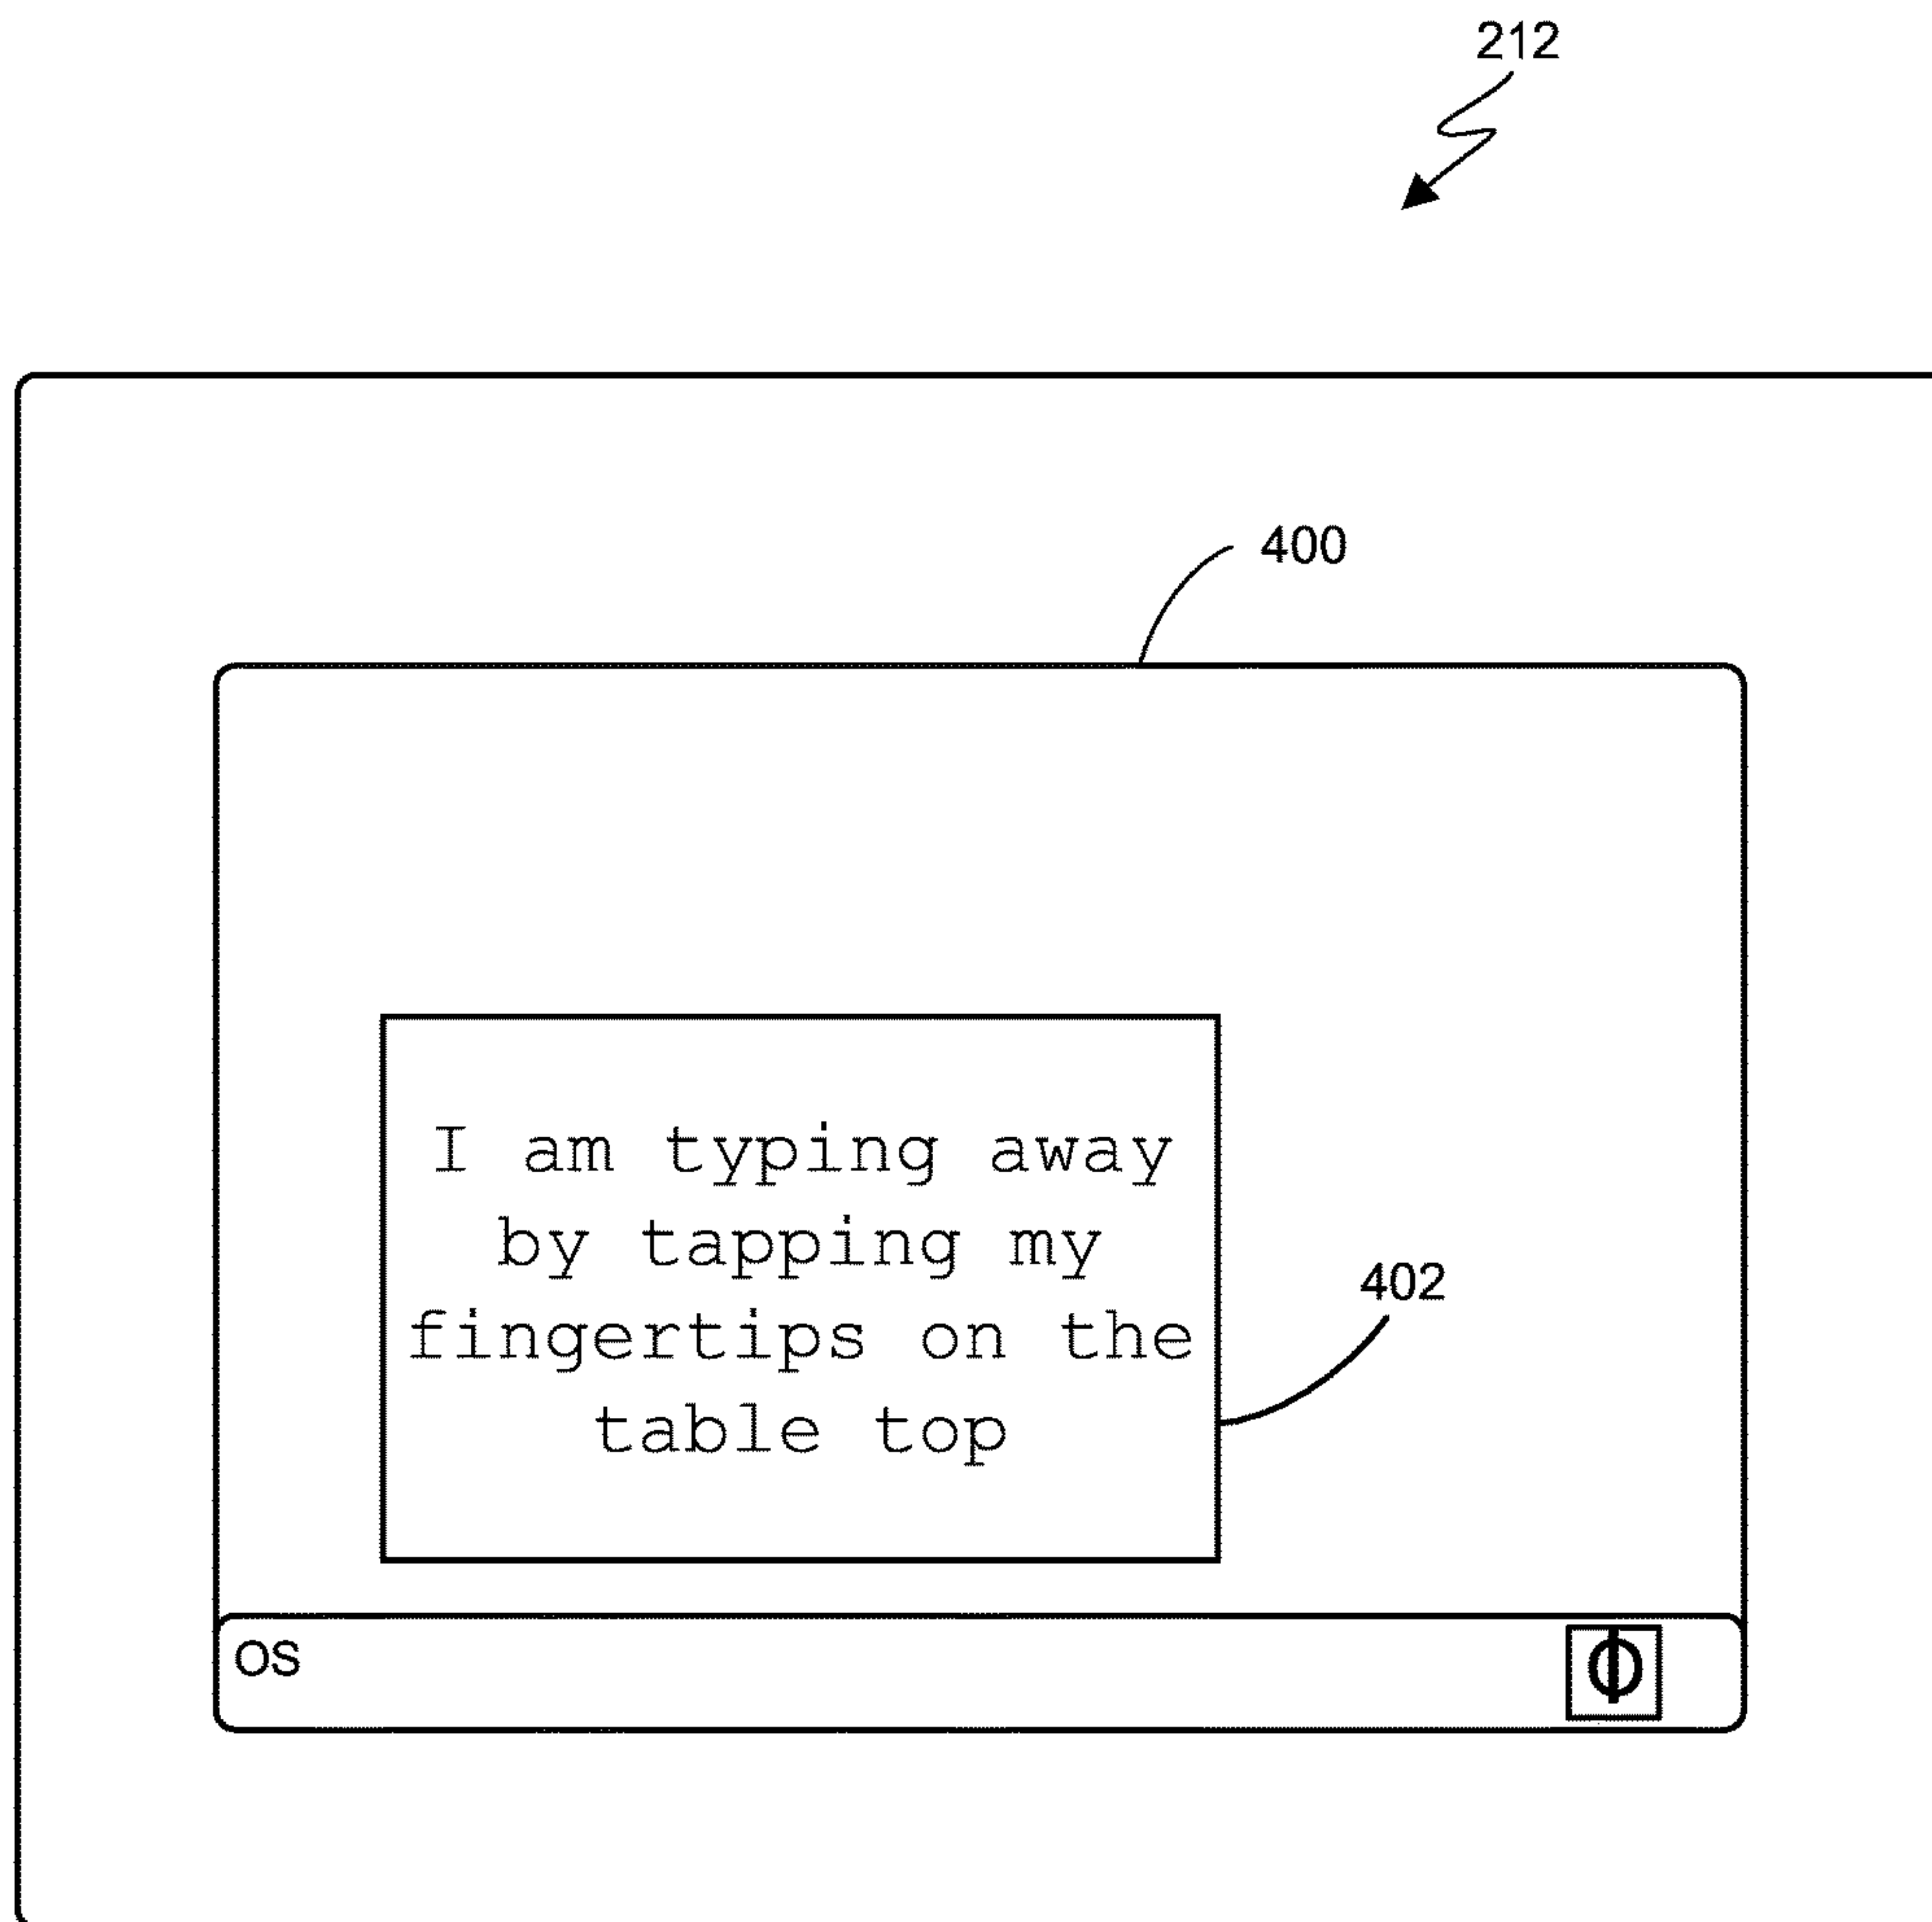 212
400
I am typing away
by tapping my
fingertips on the
table top
402
OS
Φ